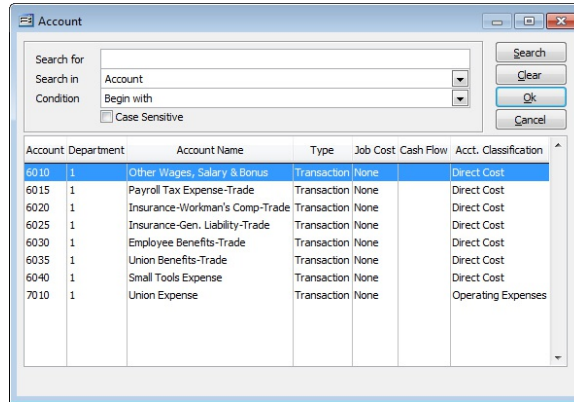 Account
Search for
Search
Search in Account
Clear
Condition Begin with
Ok
Case Sensitive
Cancel
Account Department Account Name Type Job Cost Cash Flow Acct. Classification
6010 1 Other Wages, Salary & Bonus Transaction None Direct Cost
6015 1 Payroll Tax Expense-Trade Transaction None Direct Cost
6020 1 Insurance-Workman's Comp-Trade Transaction None Direct Cost
6025 1 Insurance-Gen. Liability-Trade Transaction None Direct Cost
6030 1 Employee Benefits-Trade Transaction None Direct Cost
6035 1 Union Benefits-Trade Transaction None Direct Cost
6040 1 Small Tools Expense Transaction None Direct Cost
7010 1 Union Expense Transaction None Operating Expenses